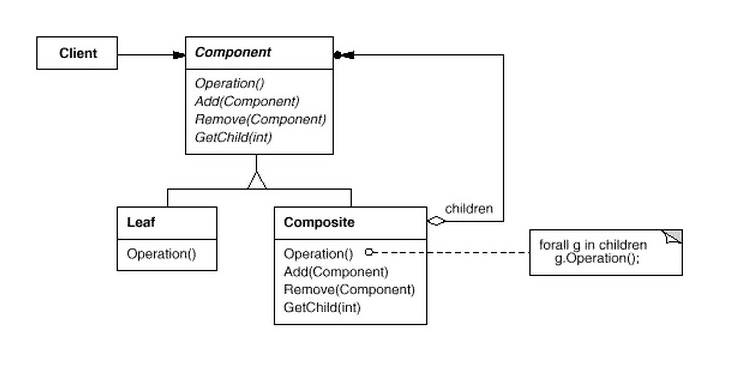 Client
Component
Operation()
Add(Component)
Remove(Component)
GetChild(int)
children
Leaf
Operation()
Composite
Operation()
Add(Component)
Remove(Component)
GetChild(int)
forall g in children
g.Operation();